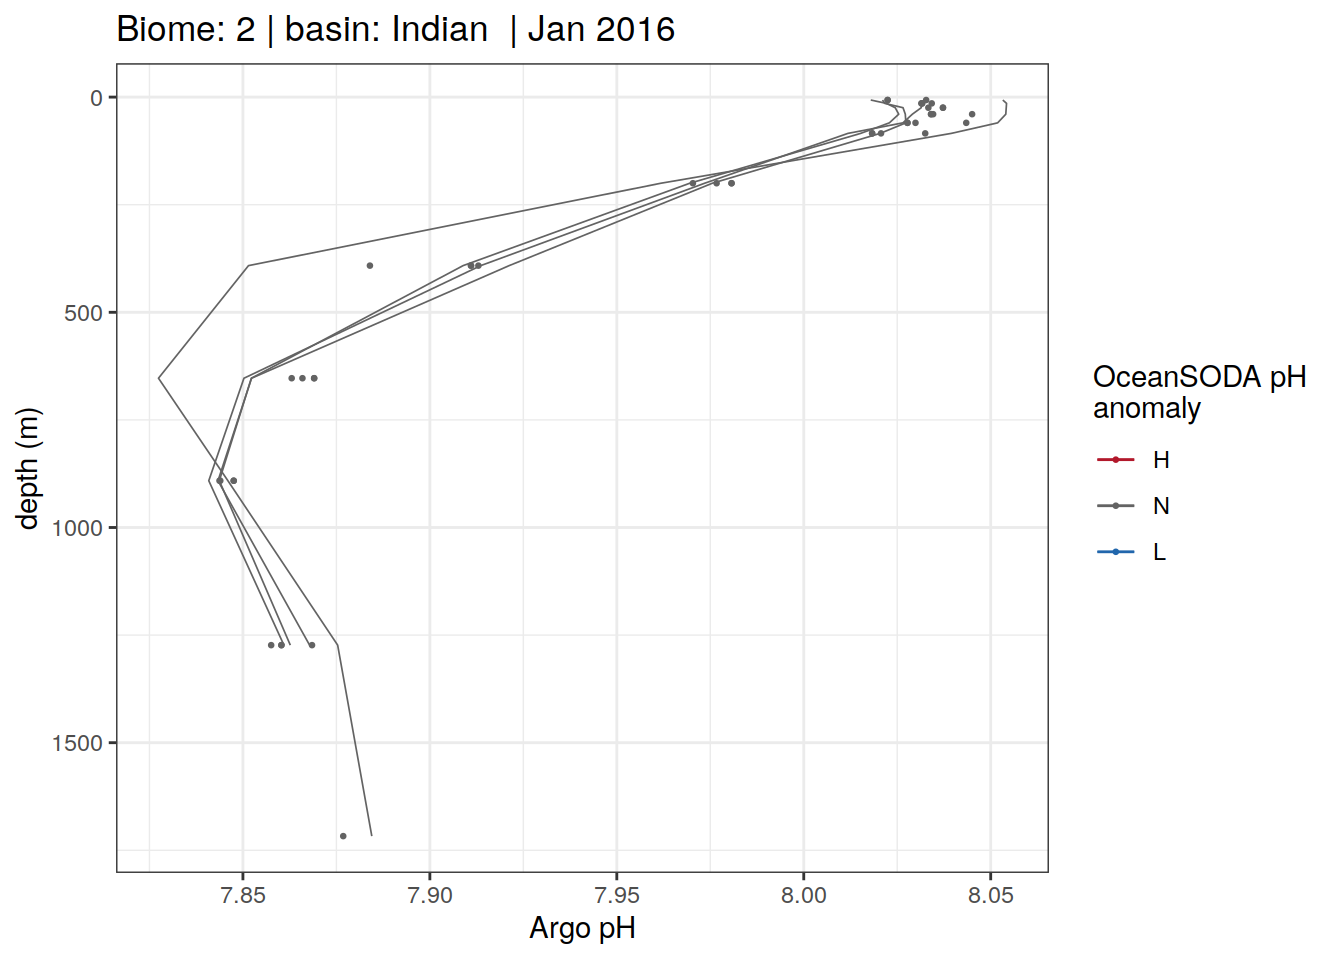 Biome: 2 | basin: Indian  | Jan 2016
0
500
1000
1500
depth (m)
7.85
7.90
7.95
8.00
8.05
Argo pH
OceanSODA pH
anomaly
H
N
L